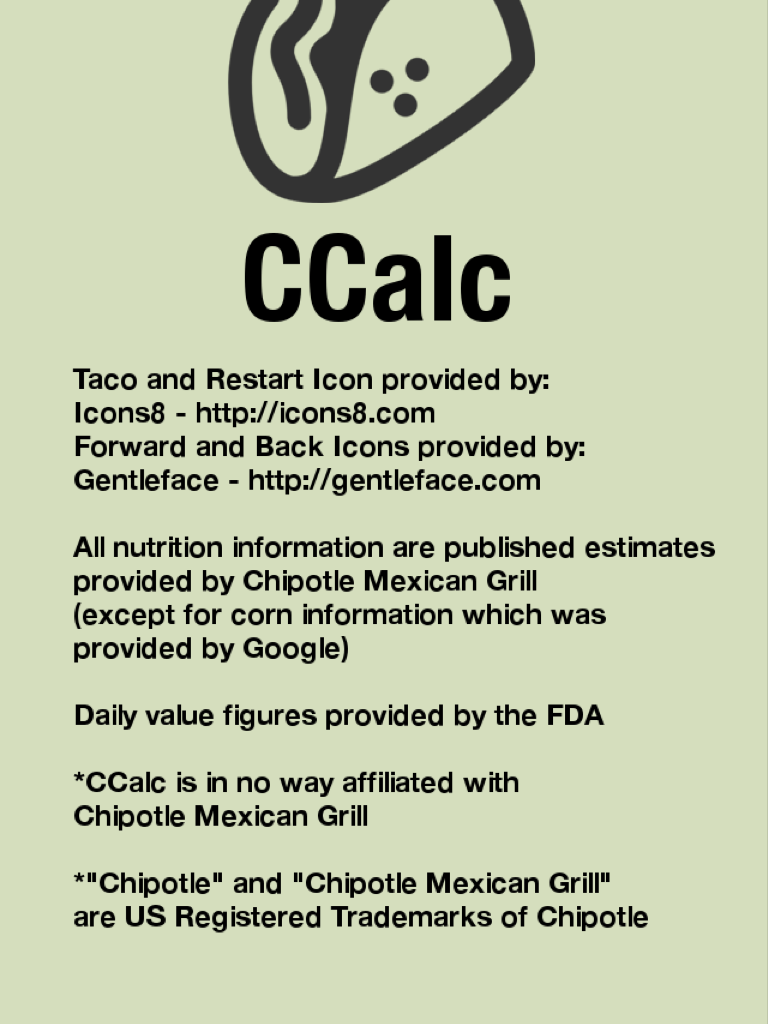 CCalc
Taco and Restart Icon provided by:
Icons8 - http://icons8.com
Forward and Back Icons provided by:
Gentleface - http://gentleface.com
All nutrition information are published estimates
provided by Chipotle Mexican Grill
(except for corn information which was
provided by Google)
Daily value figures provided by the FDA
*CCalc is in no way affiliated with
Chipotle Mexican Grill
*"Chipotle" and "Chipotle Mexican Grill"
are US Registered Trademarks of Chipotle